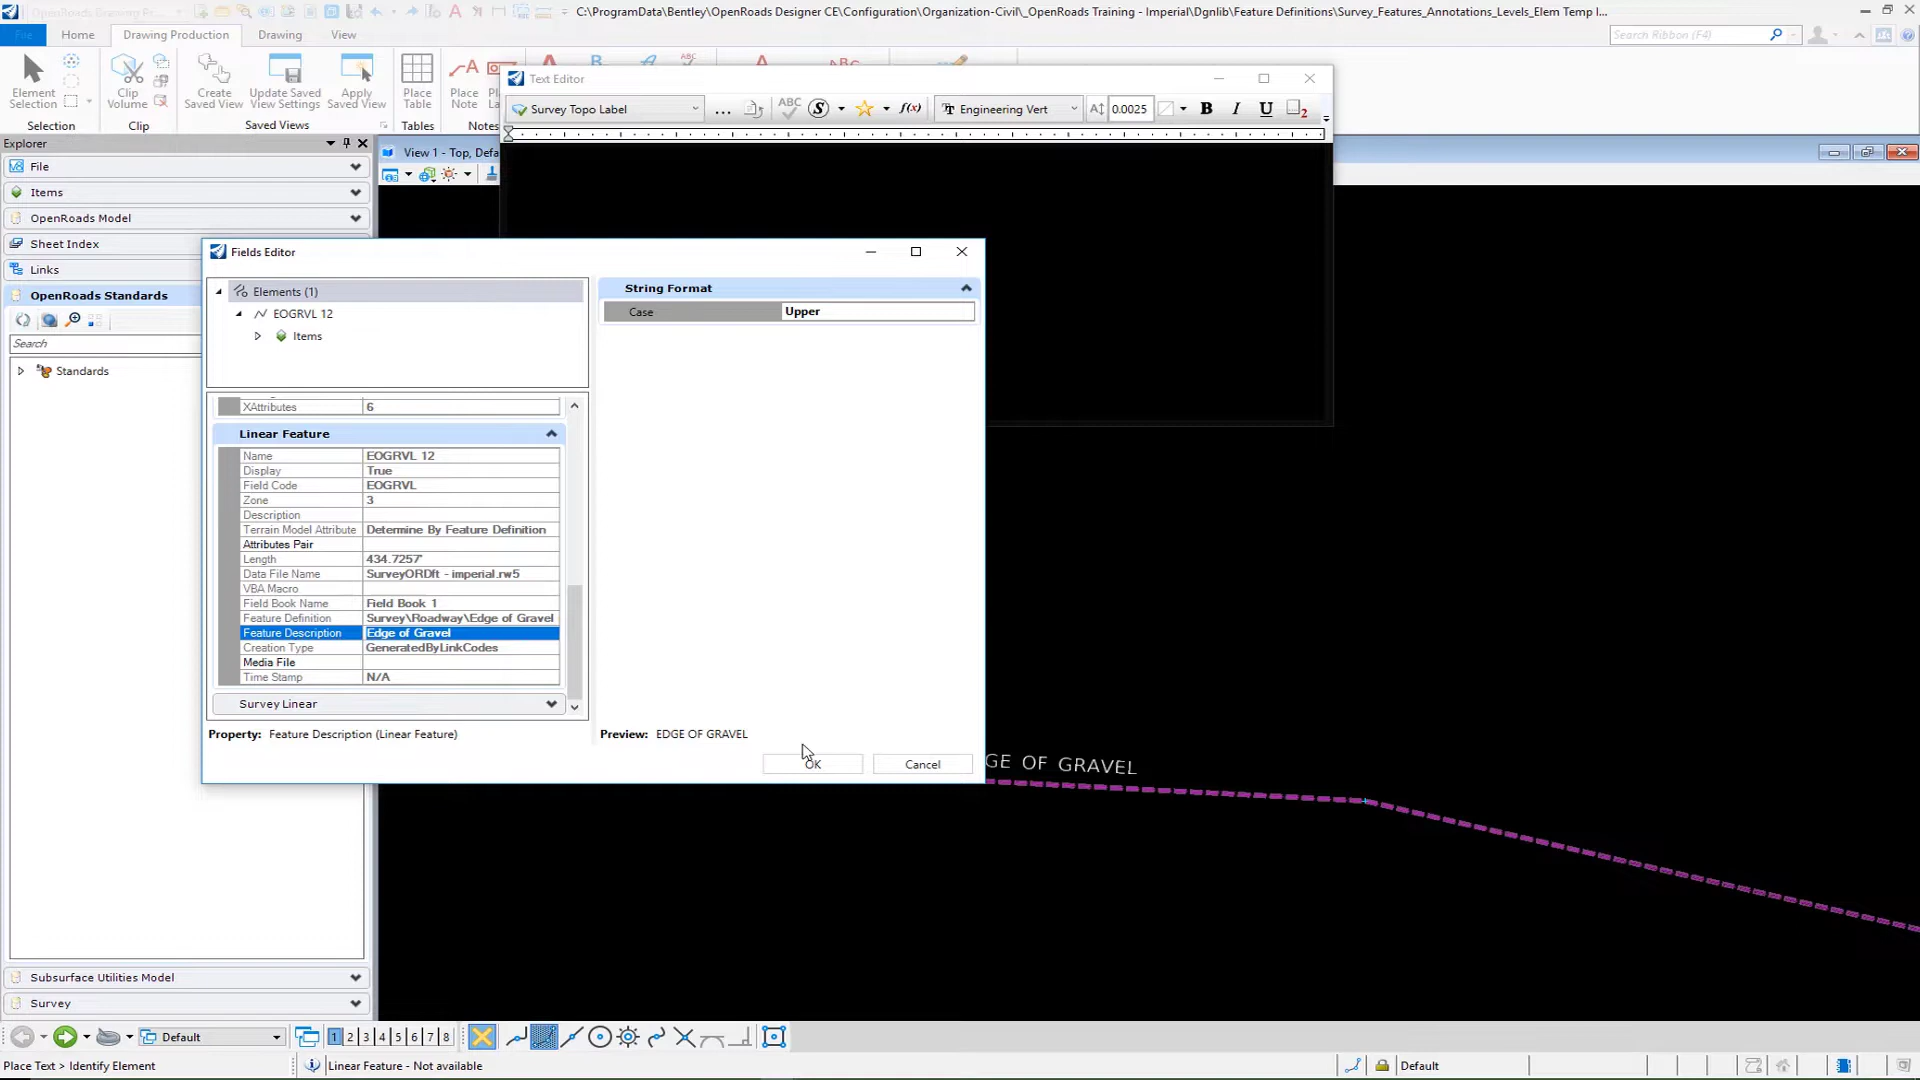 C:\ProgramData\Bentley\OpenRoads Designer CE\Configuration\Organization-Civil\_OpenRoads Training - Imperial\Dgnlib\Feature Definitions\Survey_Features_Annotations_Levels_Elem Temp I...
File Home Drawing Production Drawing View Search Ribbon (F4)
Element Selection
Clip Volume
Create Saved View
Update Saved View Settings
Apply Saved View
Place Table
Place Note
Selection Clip Saved Views Tables Notes
Text Editor
Survey Topo Label ... ABC S f(x) Engineering Vert 0.0025 B I U
Explorer
File
Items
OpenRoads Model
Sheet Index
Links
OpenRoads Standards
Search
Standards
Subsurface Utilities Model
Survey
View 1 - Top, Defa
Fields Editor
Elements (1)
EOGRVL 12
Items
String Format
Case Upper
XAttributes 6
Linear Feature
Name EOGRVL 12
Display True
Field Code EOGRVL
Zone 3
Description
Terrain Model Attribute Determine By Feature Definition
Attributes Pair
Length 434.7257'
Data File Name SurveyORDft - imperial.rw5
VBA Macro
Field Book Name Field Book 1
Feature Definition Survey\Roadway\Edge of Gravel
Feature Description Edge of Gravel
Creation Type GeneratedByLinkCodes
Media File
Time Stamp N/A
Survey Linear
Property: Feature Description (Linear Feature)
Preview: EDGE OF GRAVEL
OK Cancel
GE OF GRAVEL
Default 1 2 3 4 5 6 7 8
Place Text > Identify Element Linear Feature - Not available Default